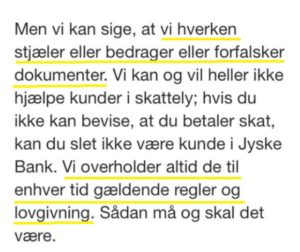 Men vi kan sige, at vi hverken
stjæler eller bedrager eller forfalsker
dokumenter. Vi kan og vil heller ikke
hjælpe kunder i skattely; hvis du
ikke kan bevise, at du betaler skat,
kan du slet ikke være kunde i Jyske
Bank. Vi overholder altid de til
enhver tid gældende regler og
lovgivning. Sådan må og skal det
være.